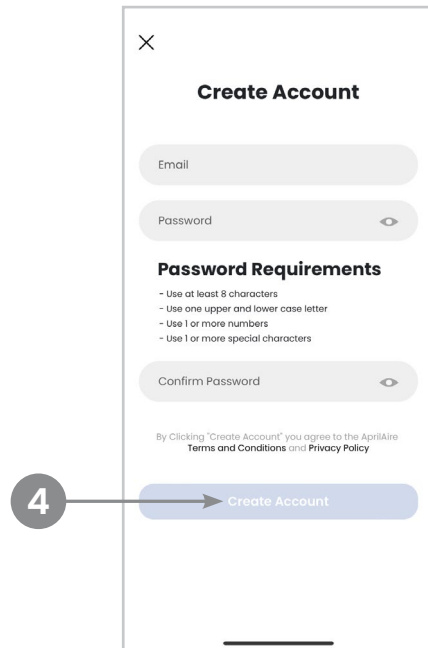 Create Account
Email
Password
Password Requirements
- Use at least 8 characters
- Use one upper and lower case letter
- Use 1 or more numbers
- Use 1 or more special characters
Confirm Password
By Clicking "Create Account" you agree to the AprilAire
Terms and Conditions and Privacy Policy
4
Create Account